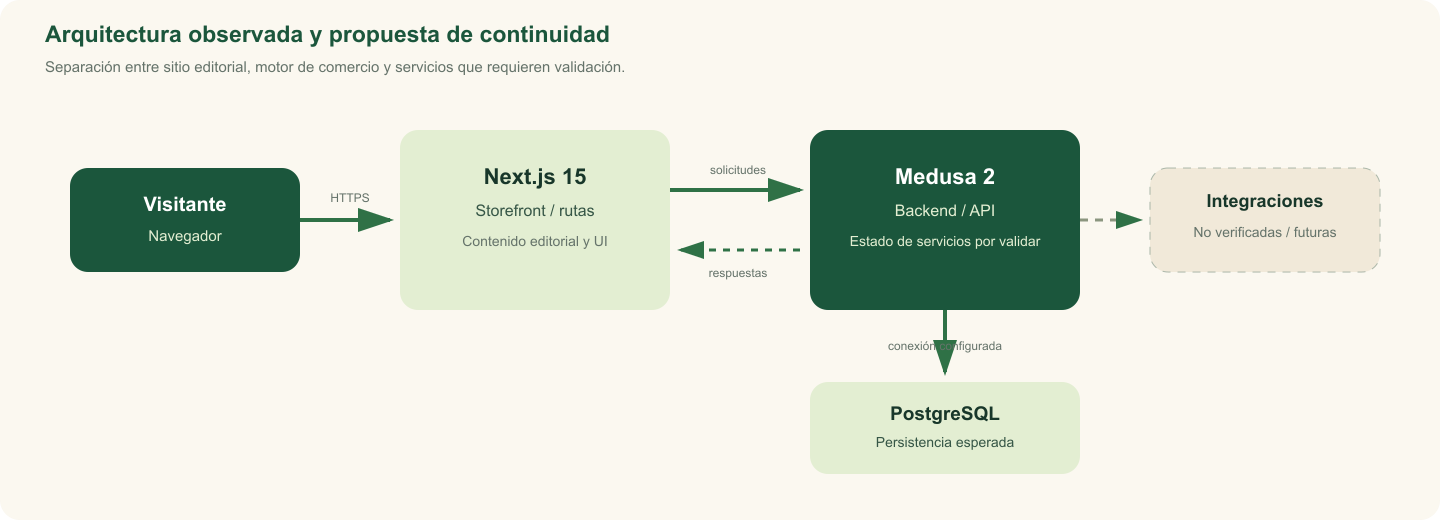 Arquitectura observada y propuesta de continuidad
Separación entre sitio editorial, motor de comercio y servicios que requieren validación.
Visitante
Navegador
HTTPS
Next.js 15
Storefront / rutas
Contenido editorial y UI
solicitudes
respuestas
Medusa 2
Backend / API
Estado de servicios por validar
Integraciones
No verificadas / futuras
conexión configurada
PostgreSQL
Persistencia esperada